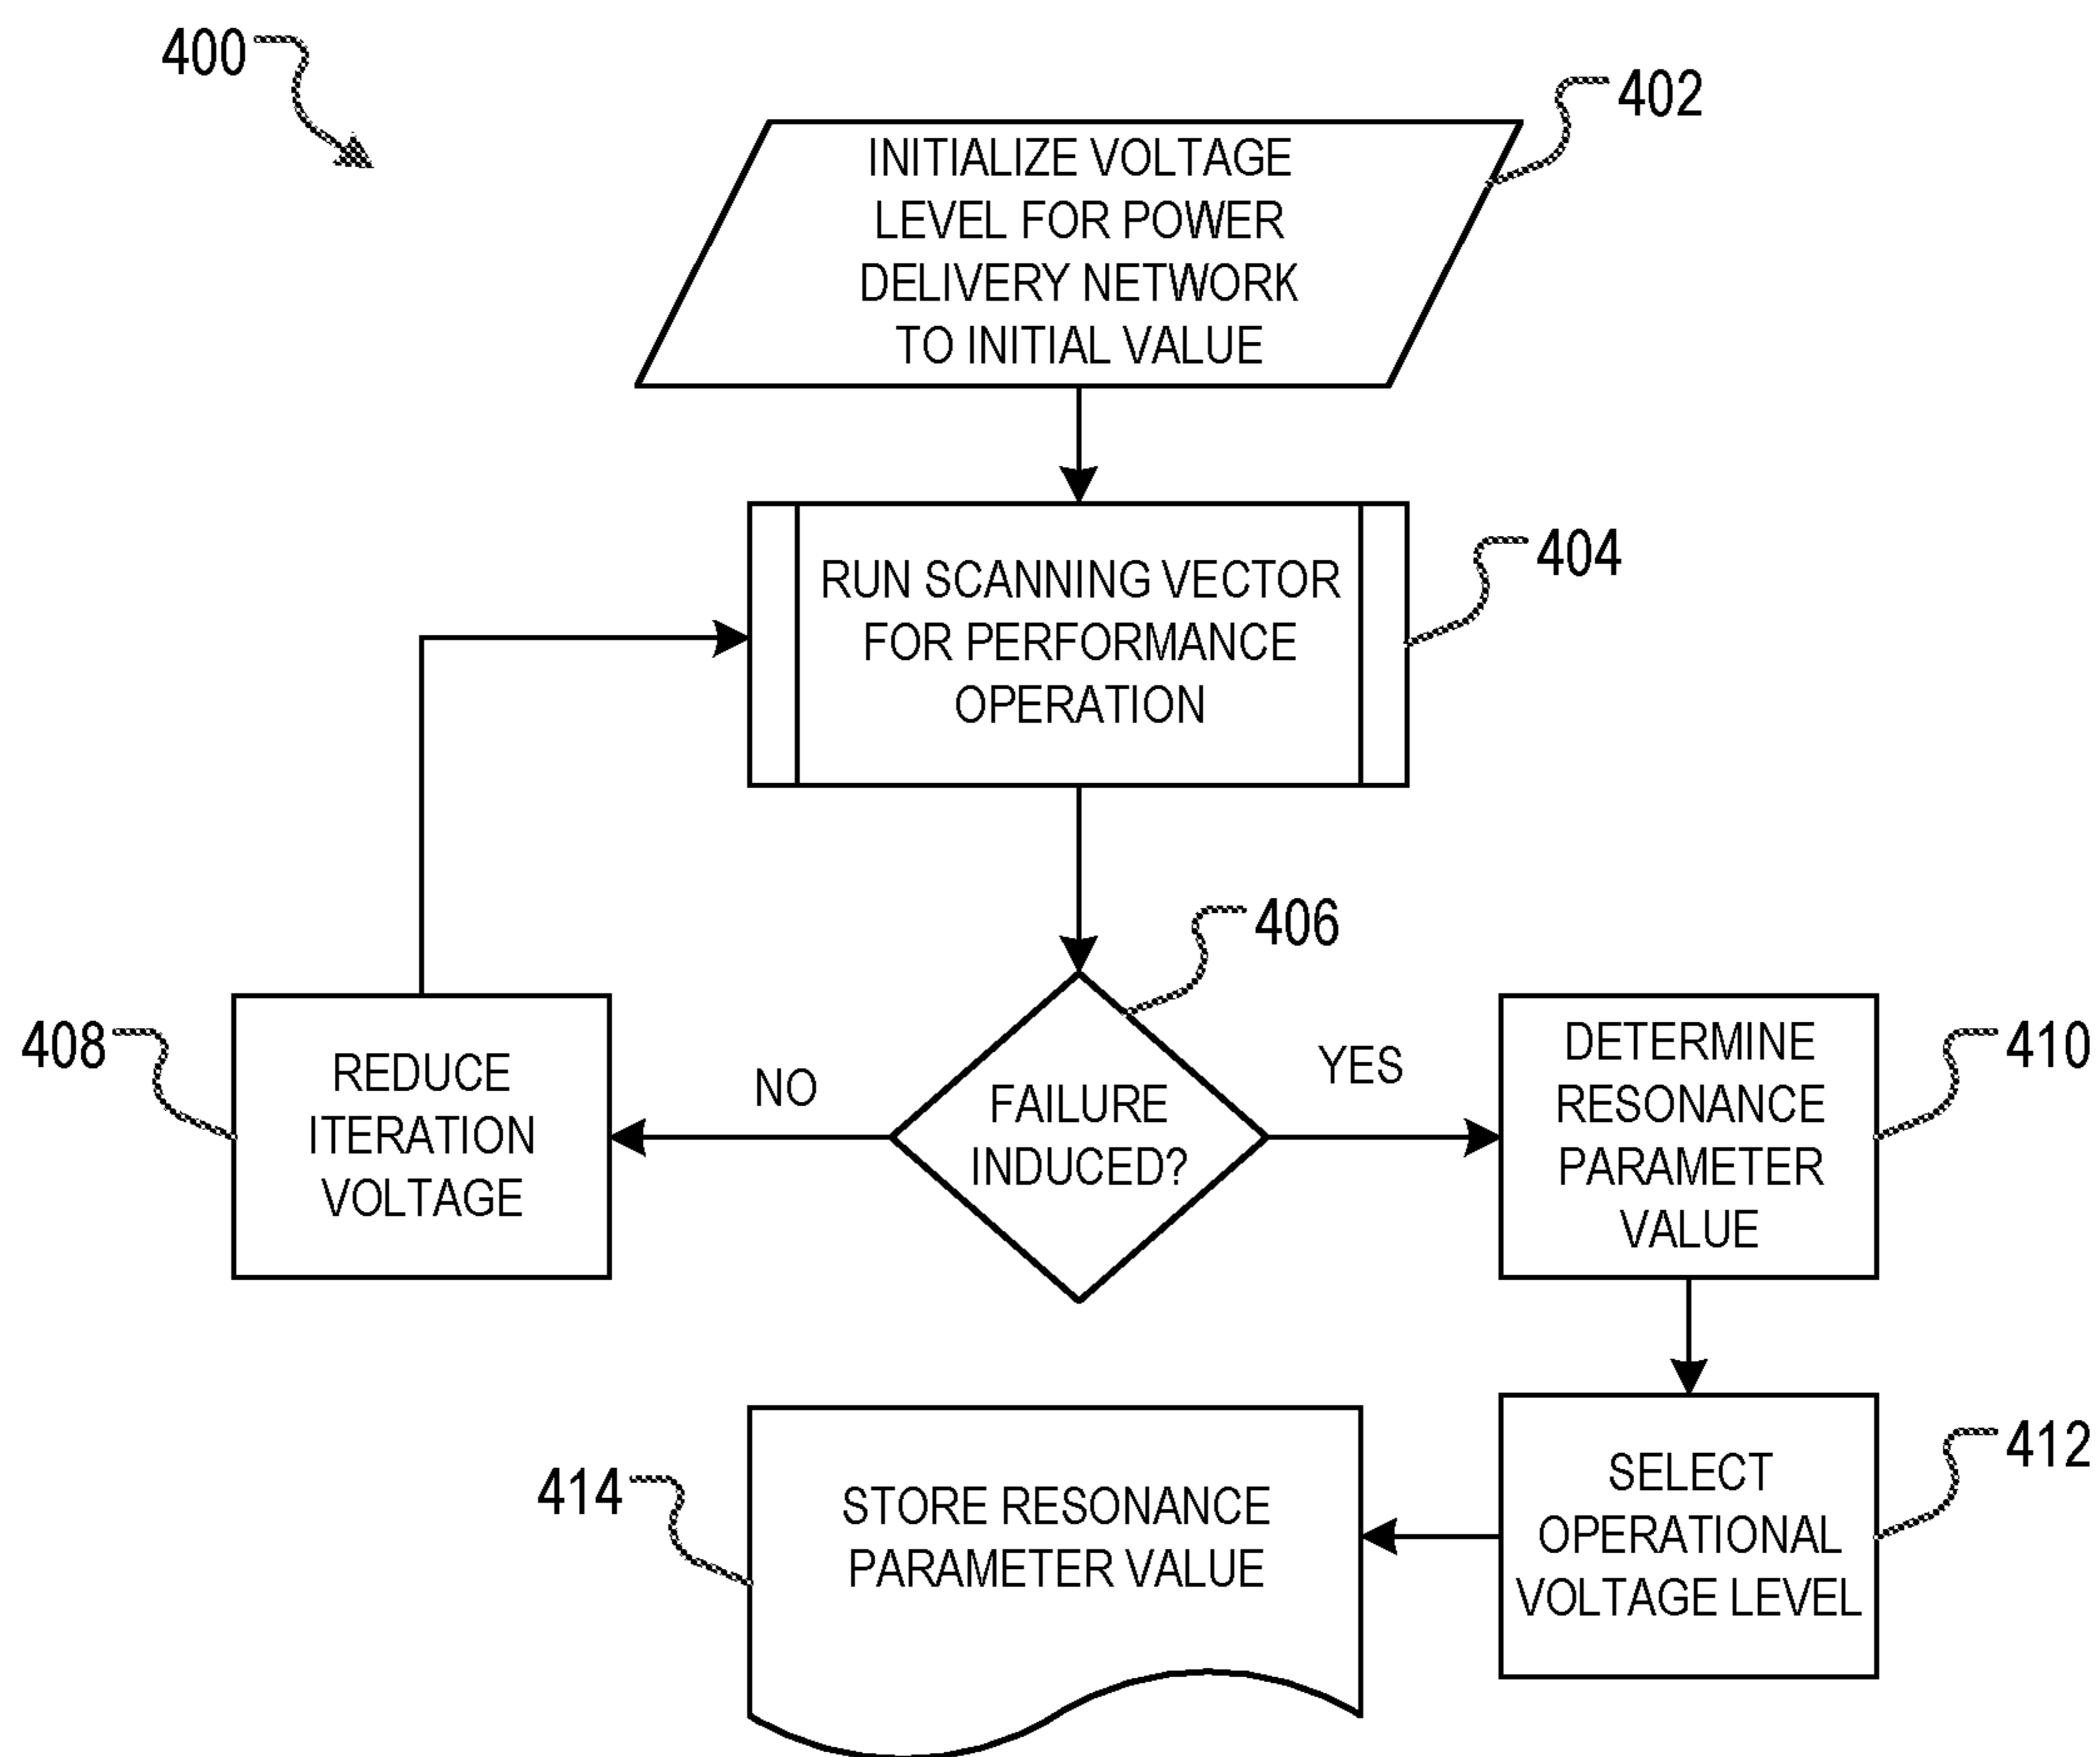 400
402
INITIALIZE VOLTAGE
LEVEL FOR POWER
DELIVERY NETWORK
TO INITIAL VALUE
404
RUN SCANNING VECTOR
FOR PERFORMANCE
OPERATION
406
FAILURE
INDUCED?
NO
YES
408
REDUCE
ITERATION
VOLTAGE
410
DETERMINE
RESONANCE
PARAMETER
VALUE
412
SELECT
OPERATIONAL
VOLTAGE LEVEL
414
STORE RESONANCE
PARAMETER VALUE